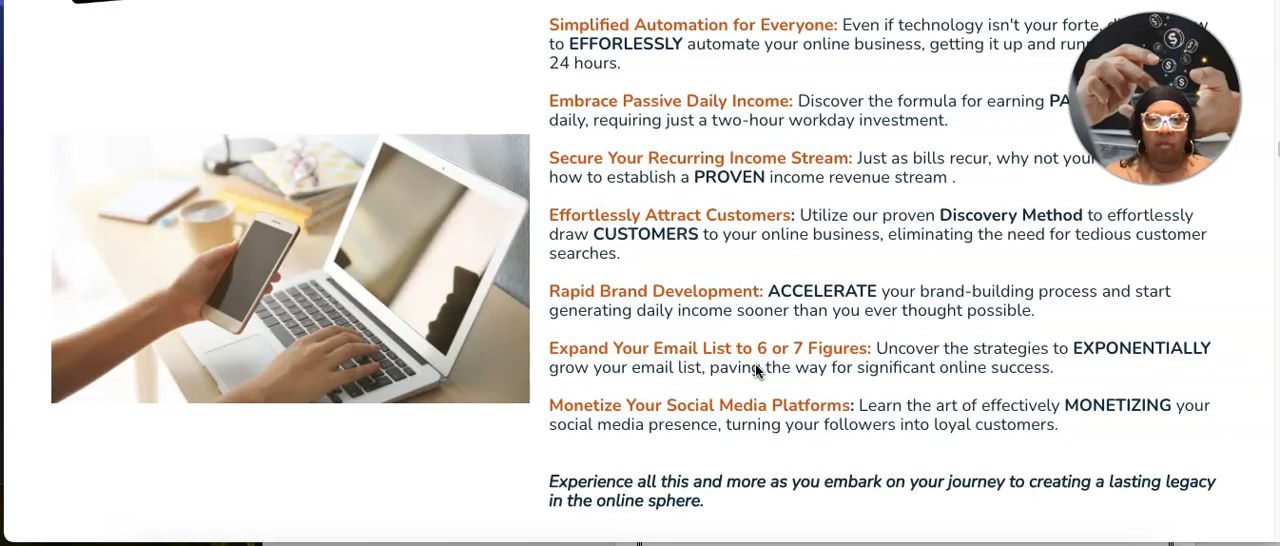 Simplified Automation for Everyone: Even if technology isn't your forte,
to EFFORLESSLY automate your online business, getting it up and
24 hours.
Embrace Passive Daily Income: Discover the formula for earning
daily, requiring just a two-hour workday investment.
Secure Your Recurring Income Stream: Just as bills recur, why not
how to establish a PROVEN income revenue stream .
Effortlessly Attract Customers: Utilize our proven Discovery Method to effortlessly
draw CUSTOMERS to your online business, eliminating the need for tedious customer
searches.
Rapid Brand Development: ACCELERATE your brand-building process and start
generating daily income sooner than you ever thought possible.
Expand Your Email List to 6 or 7 Figures: Uncover the strategies to EXPONENTIALLY
grow your email list, paving the way for significant online success.
Monetize Your Social Media Platforms: Learn the art of effectively MONETIZING your
social media presence, turning your followers into loyal customers.
Experience all this and more as you embark on your journey to creating a lasting legacy
in the online sphere.